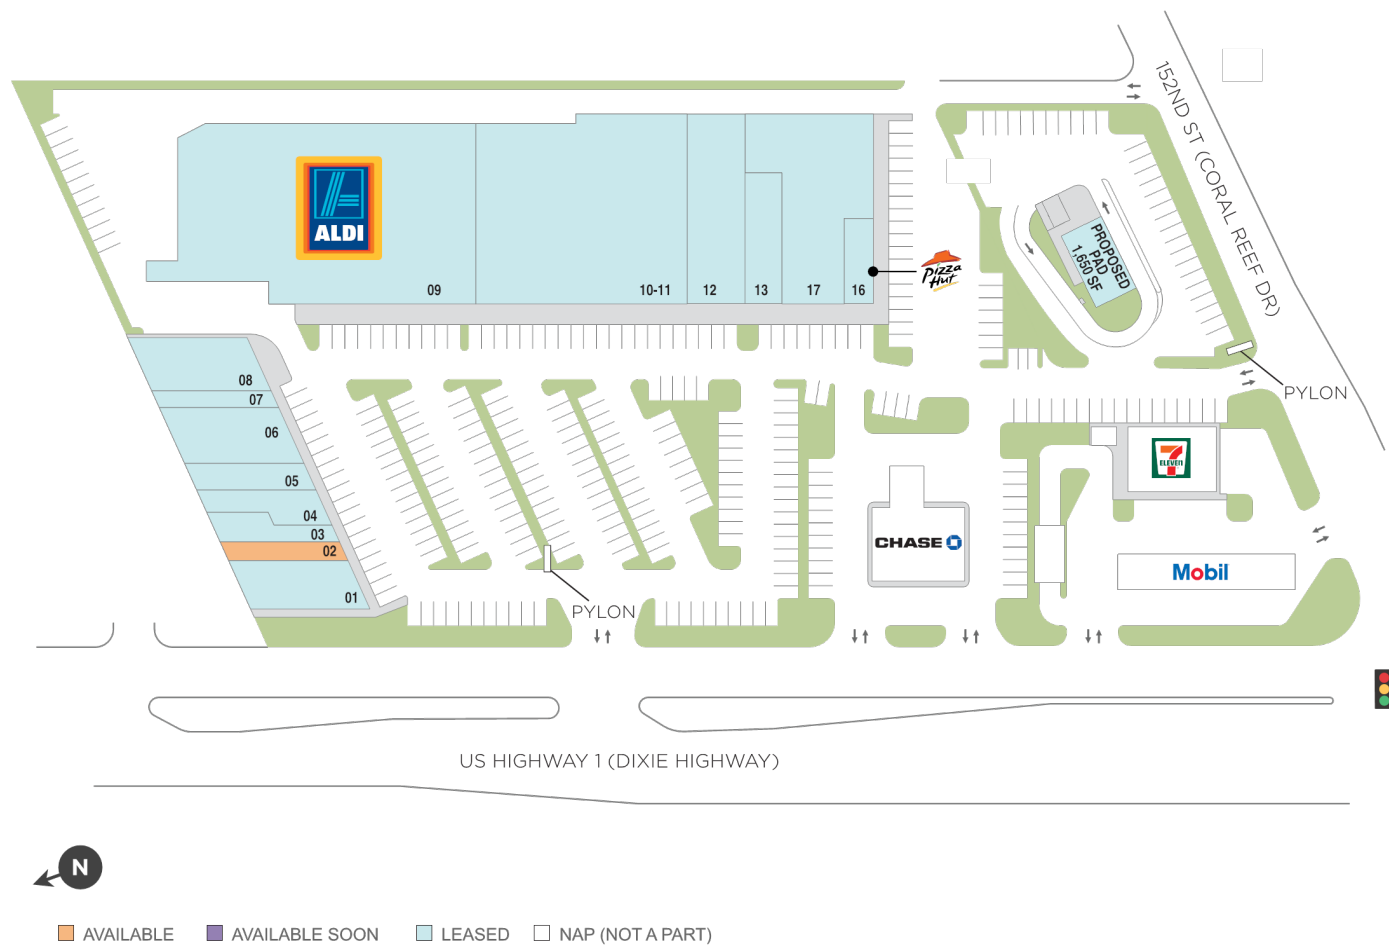 152ND ST (CORAL REEF DR)
ALDI
Pizza
Hut
PROPOSED
PAD
1,650 SF
09
10-11
12
13
17
16
PYLON
08
07
06
05
04
03
02
01
7
ELEVEN
CHASE
Mobil
PYLON
US HIGHWAY 1 (DIXIE HIGHWAY)
N
AVAILABLE
AVAILABLE SOON
LEASED
NAP (NOT A PART)